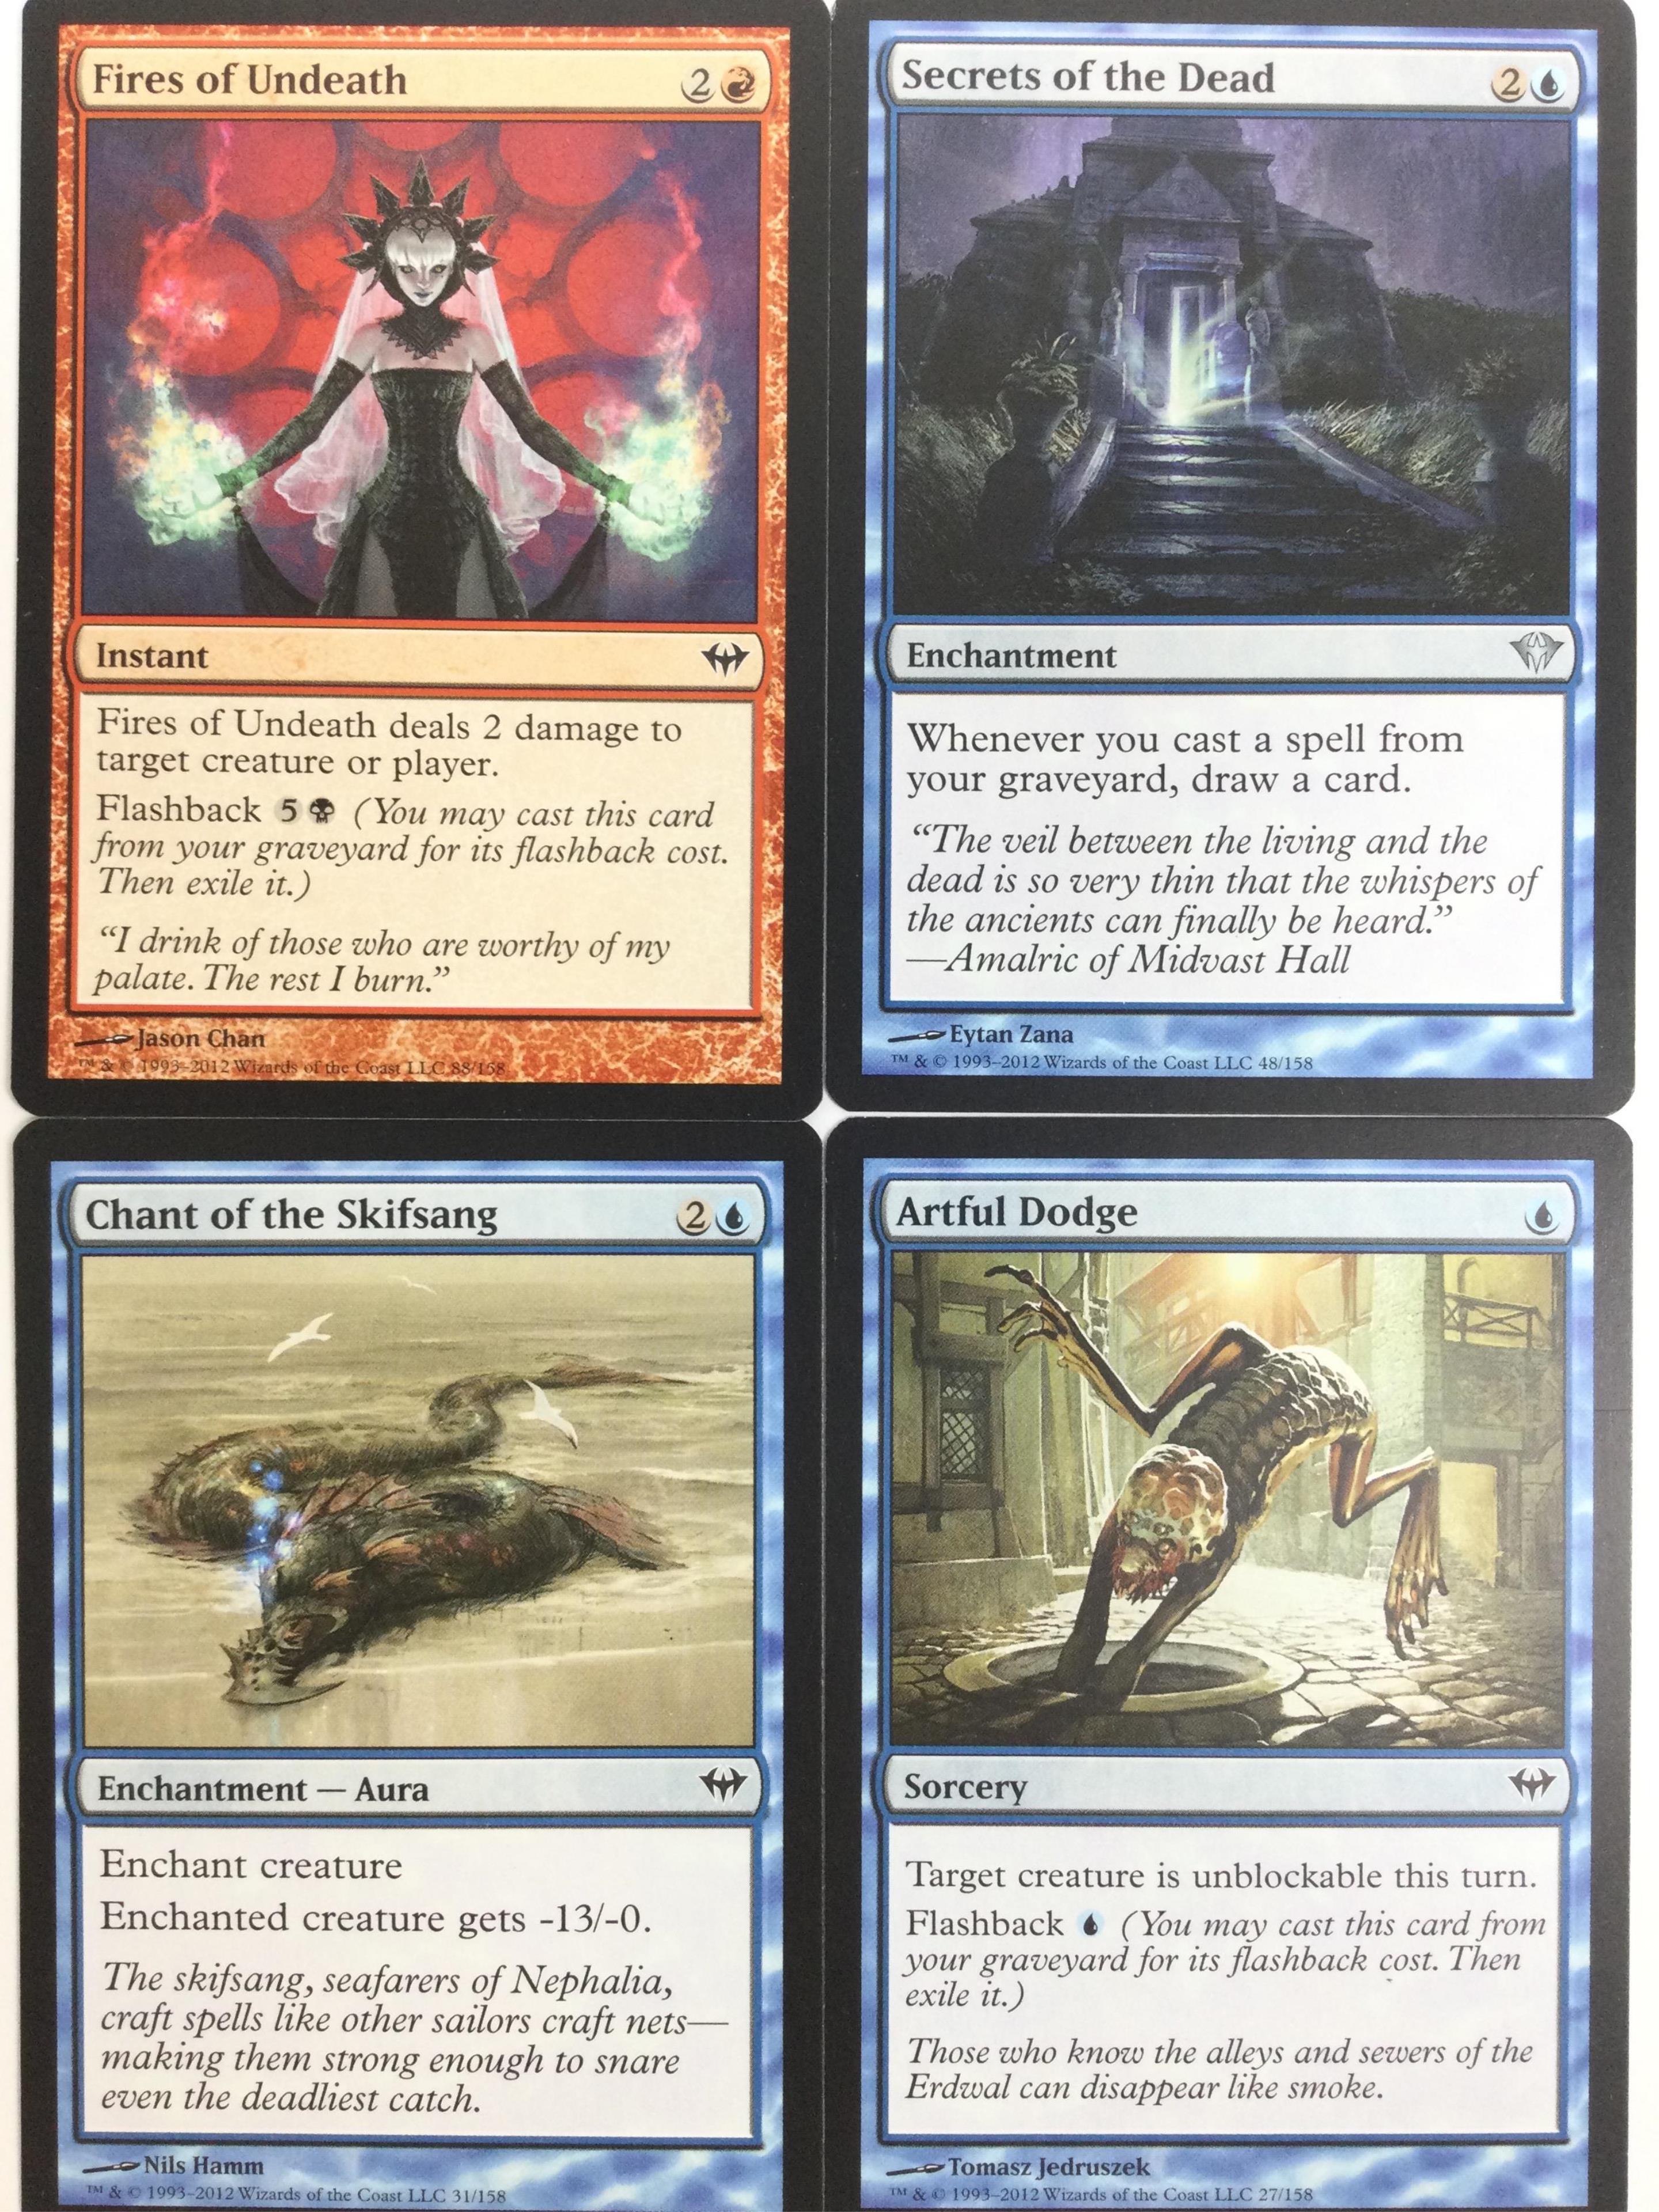 Fires of Undeath 2
Instant
Fires of Undeath deals 2 damage to
target creature or player.
Flashback 5 (You may cast this card
from your graveyard for its flashback cost.
Then exile it.)
“I drink of those who are worthy of my
palate. The rest I burn.”
Jason Chan
™ & © 1993–2012 Wizards of the Coast LLC 88/158
Secrets of the Dead 2
Enchantment
Whenever you cast a spell from
your graveyard, draw a card.
“The veil between the living and the
dead is so very thin that the whispers of
the ancients can finally be heard.”
—Amalric of Midvast Hall
Eytan Zana
™ & © 1993–2012 Wizards of the Coast LLC 48/158
Chant of the Skifsang 2
Enchantment — Aura
Enchant creature
Enchanted creature gets -13/-0.
The skifsang, seafarers of Nephalia,
craft spells like other sailors craft nets—
making them strong enough to snare
even the deadliest catch.
Nils Hamm
™ & © 1993–2012 Wizards of the Coast LLC 31/158
Artful Dodge
Sorcery
Target creature is unblockable this turn.
Flashback (You may cast this card from
your graveyard for its flashback cost. Then
exile it.)
Those who know the alleys and sewers of the
Erdwal can disappear like smoke.
Tomasz Jedruszek
™ & © 1993–2012 Wizards of the Coast LLC 27/158